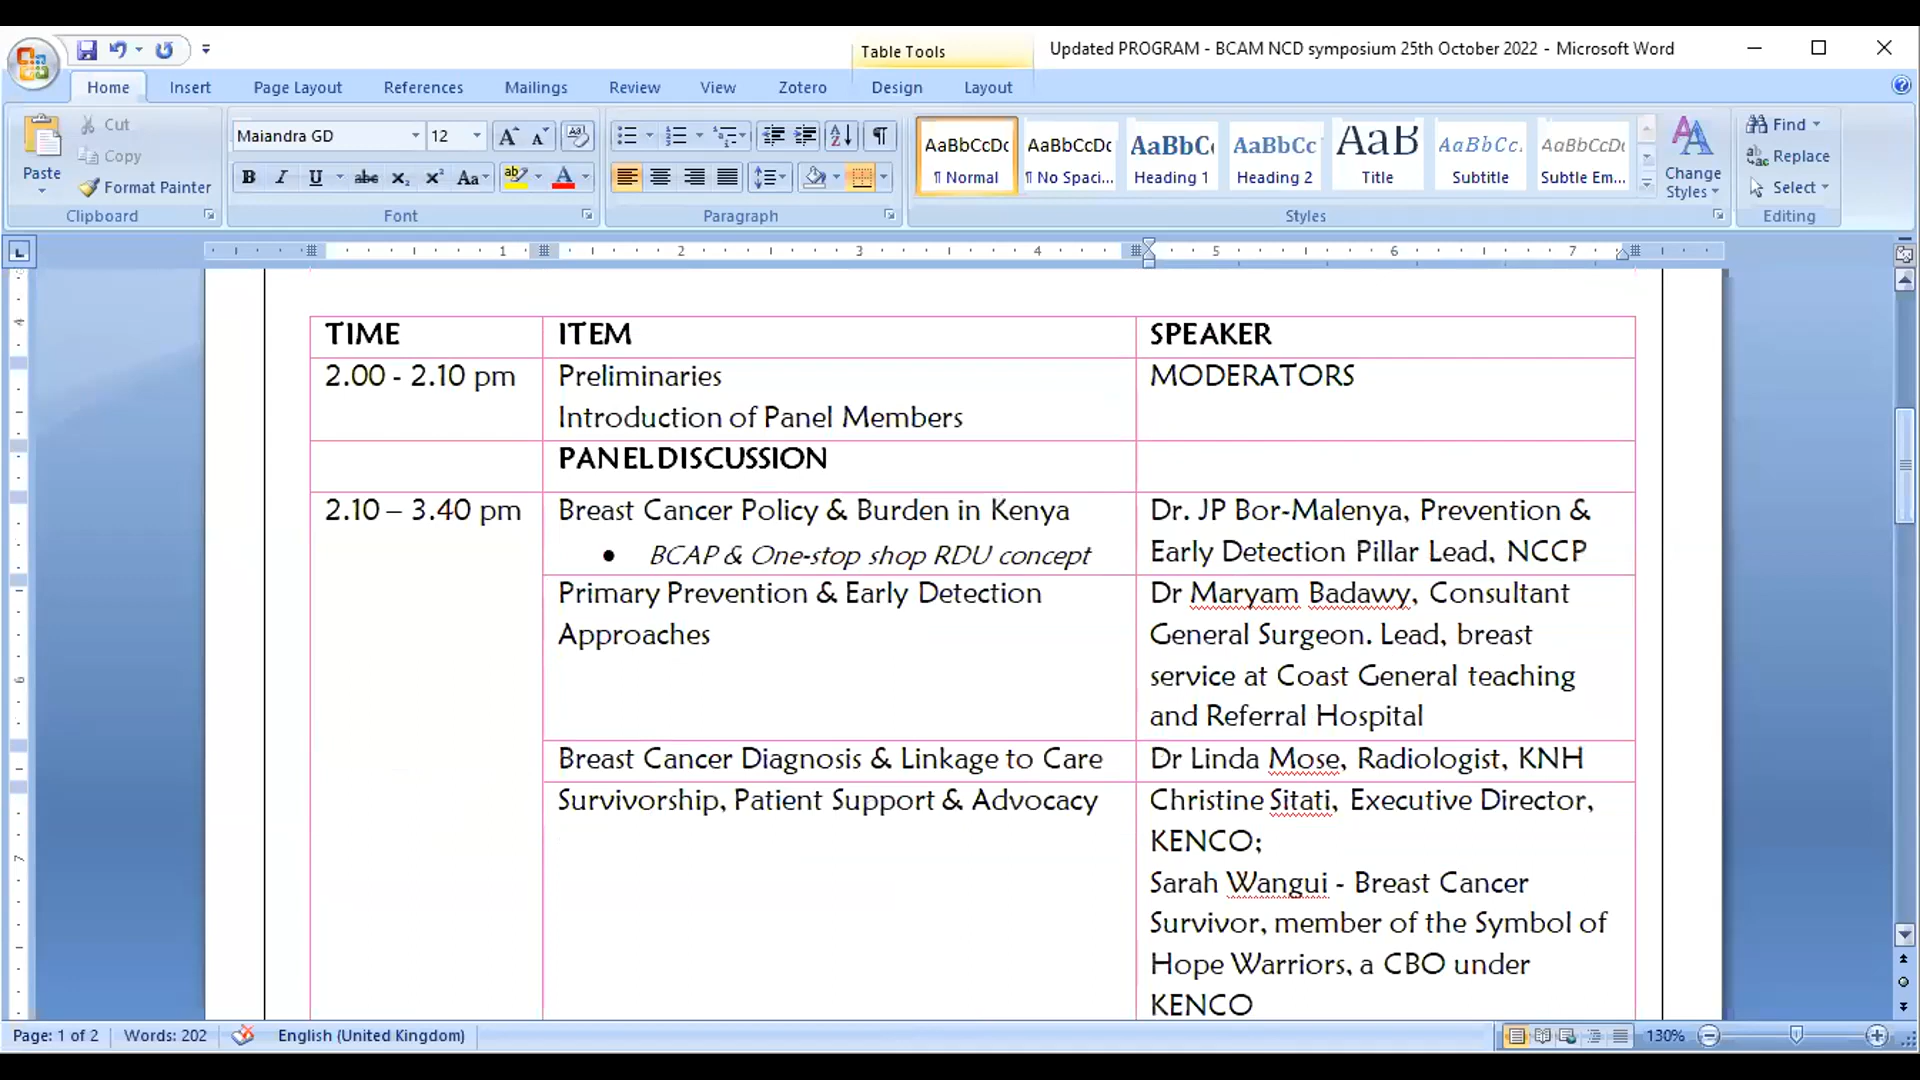 Table Tools
Updated PROGRAM - BCAM NCD symposium 25th October 2022 - Microsoft Word
Home Insert Page Layout References Mailings Review View Zotero Design Layout
Paste
Cut
Copy
Format Painter
Clipboard
Maiandra GD 12
Font
Paragraph
AaBbCcDc AaBbCcDc AaBbC AaBbCc AaB AaBbCc. AaBbCcDc
¶ Normal ¶ No Spaci... Heading 1 Heading 2 Title Subtitle Subtle Em...
Change Styles
Styles
Find
Replace
Select
Editing
1 2 3 4 5 6 7
TIME ITEM SPEAKER
2.00 - 2.10 pm Preliminaries MODERATORS
Introduction of Panel Members
PANEL DISCUSSION
2.10 – 3.40 pm Breast Cancer Policy & Burden in Kenya Dr. JP Bor-Malenya, Prevention &
• BCAP & One-stop shop RDU concept Early Detection Pillar Lead, NCCP
Primary Prevention & Early Detection Dr Maryam Badawy, Consultant
Approaches General Surgeon. Lead, breast
service at Coast General teaching
and Referral Hospital
Breast Cancer Diagnosis & Linkage to Care Dr Linda Mose, Radiologist, KNH
Survivorship, Patient Support & Advocacy Christine Sitati, Executive Director,
KENCO;
Sarah Wangui - Breast Cancer
Survivor, member of the Symbol of
Hope Warriors, a CBO under
KENCO
Page: 1 of 2 Words: 202 English (United Kingdom) 130%